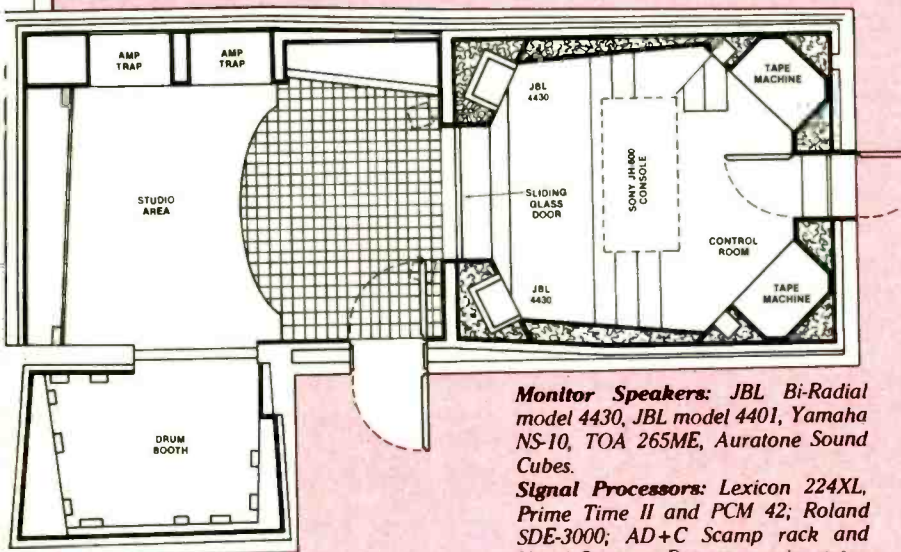 AMP
TRAP
AMP
TRAP
JBL
4430
TAPE
MACHINE
STUDIO
AREA
SLIDING
GLASS
DOOR
SONY JH-600
CONSOLE
CONTROL
ROOM
JBL
4430
TAPE
MACHINE
DRUM
BOOTH
Monitor Speakers: JBL Bi-Radial
model 4430, JBL model 4401, Yamaha
NS-10, TOA 265ME, Auratone Sound
Cubes.
Signal Processors: Lexicon 224XL,
Prime Time II and PCM 42; Roland
SDE-3000; AD+C Scamp rack and